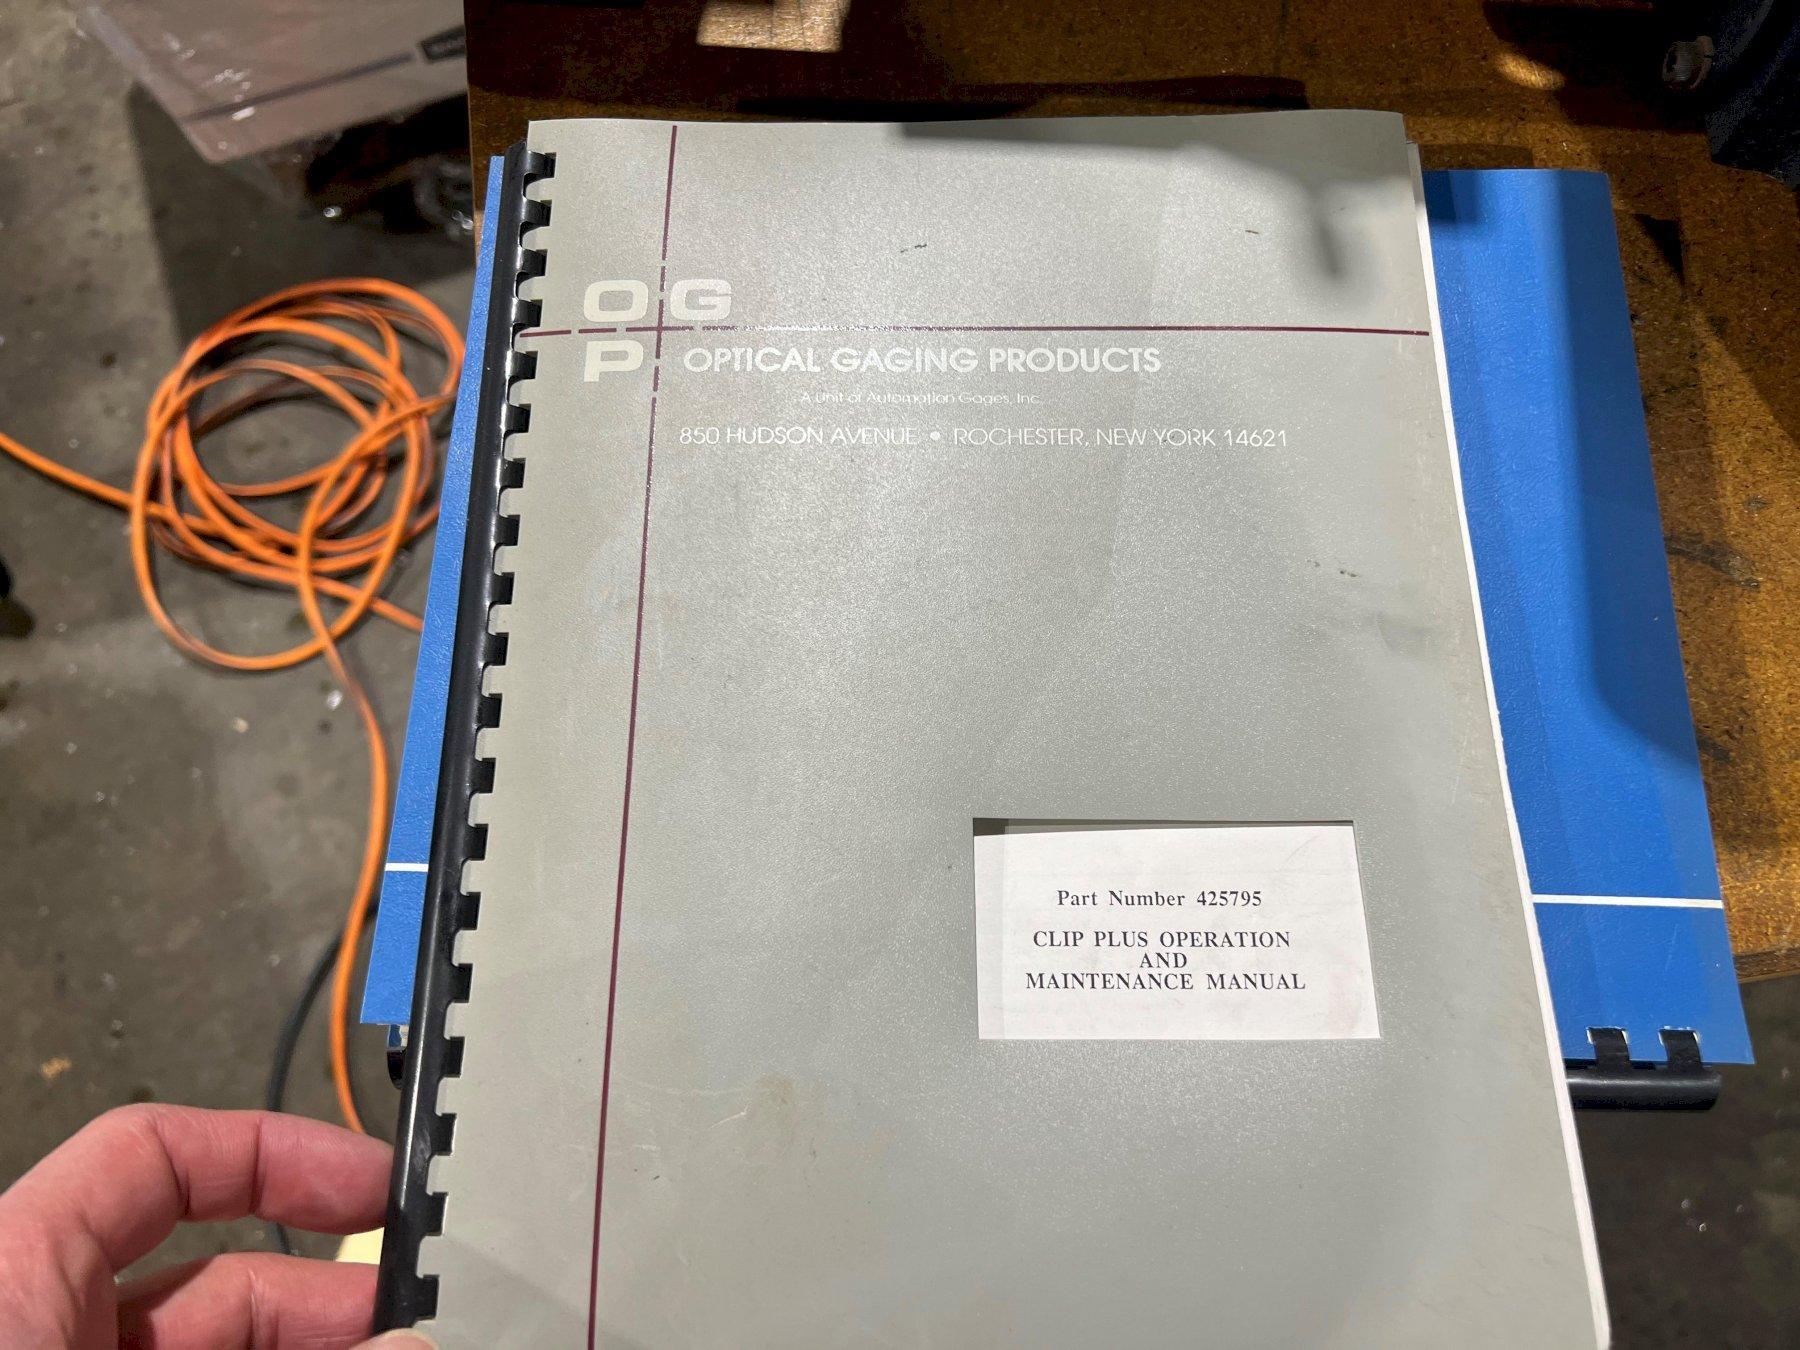 OG
P
OPTICAL GAGING PRODUCTS
A Unit of Automation Gages, Inc.
850 HUDSON AVENUE • ROCHESTER, NEW YORK 14621
Part Number 425795
CLIP PLUS OPERATION
AND
MAINTENANCE MANUAL